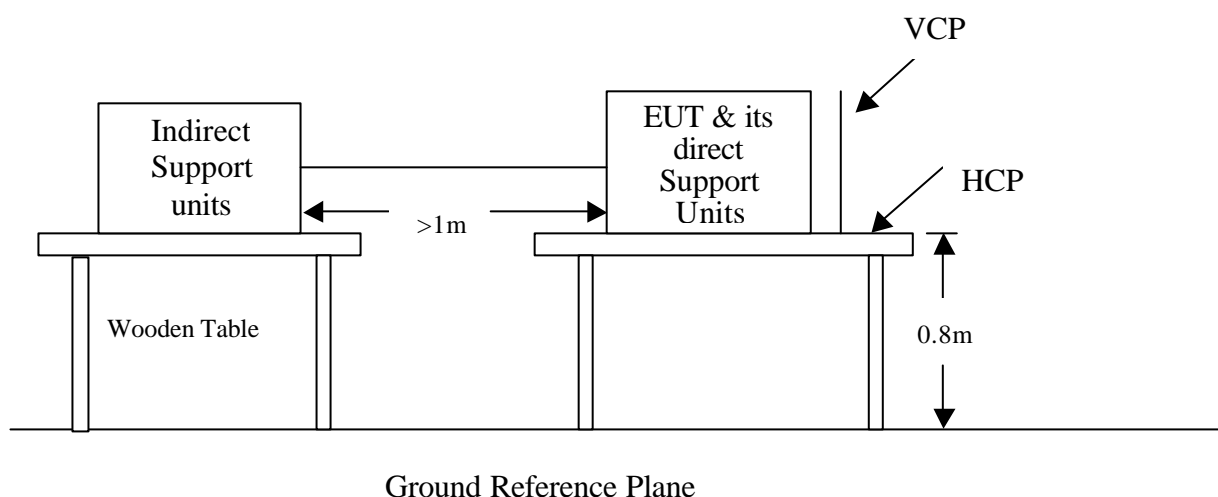 VCP
Indirect
Support
units
EUT & its
direct
Support
Units
HCP
>1m
Wooden Table
0.8m
Ground Reference Plane